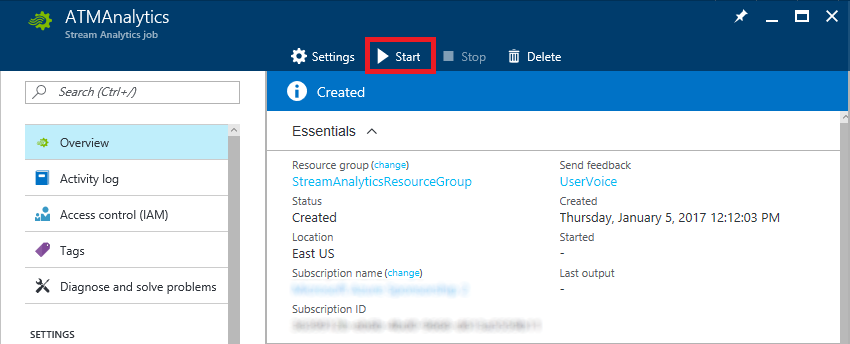 ATMAnalytics
Stream Analytics job
Settings
Start
Stop
Delete
Search (Ctrl+/)
Overview
Activity log
Access control (IAM)
Tags
Diagnose and solve problems
SETTINGS
Created
Essentials
Resource group (change)
StreamAnalyticsResourceGroup
Status
Created
Location
East US
Subscription name (change)
Subscription ID
Send feedback
UserVoice
Created
Thursday, January 5, 2017 12:12:03 PM
Started
-
Last output
-